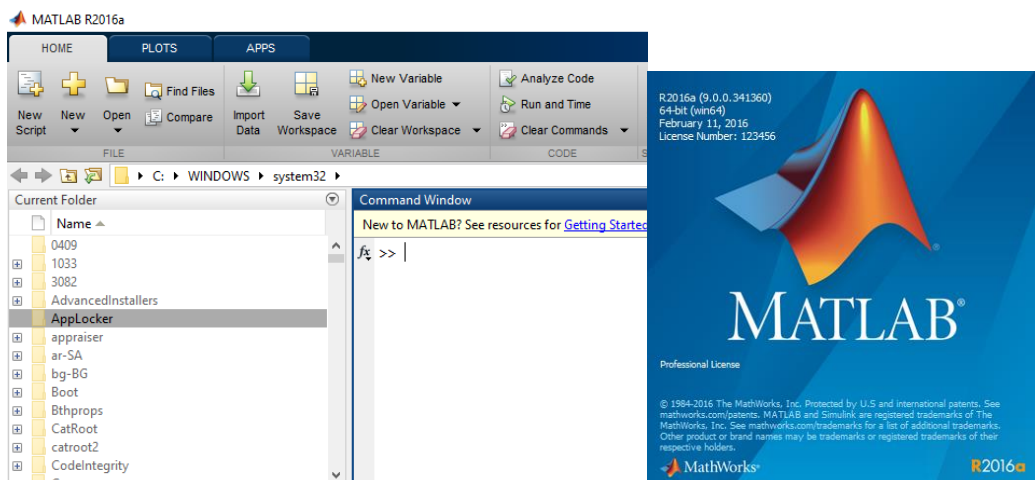 MATLAB R2016a
HOME PLOTS APPS
New Script
New
Open
Find Files
Compare
FILE
Import Data
Save Workspace
New Variable
Open Variable
Clear Workspace
VARIABLE
Analyze Code
Run and Time
Clear Commands
CODE
C: WINDOWS system32
Current Folder
Name
0409
1033
3082
AdvancedInstallers
AppLocker
appraiser
ar-SA
bg-BG
Boot
Bthprops
CatRoot
catroot2
CodeIntegrity
Command Window
New to MATLAB? See resources for Getting Started
fx >>
R2016a (9.0.0.341360)
64-bit (win64)
February 11, 2016
License Number: 123456
MATLAB®
Professional License
© 1984-2016 The MathWorks, Inc. Protected by U.S and international patents. See
mathworks.com/patents. MATLAB and Simulink are registered trademarks of The
MathWorks, Inc. See mathworks.com/trademarks for a list of additional trademarks.
Other product or brand names may be trademarks or registered trademarks of their
respective holders.
MathWorks®
R2016a